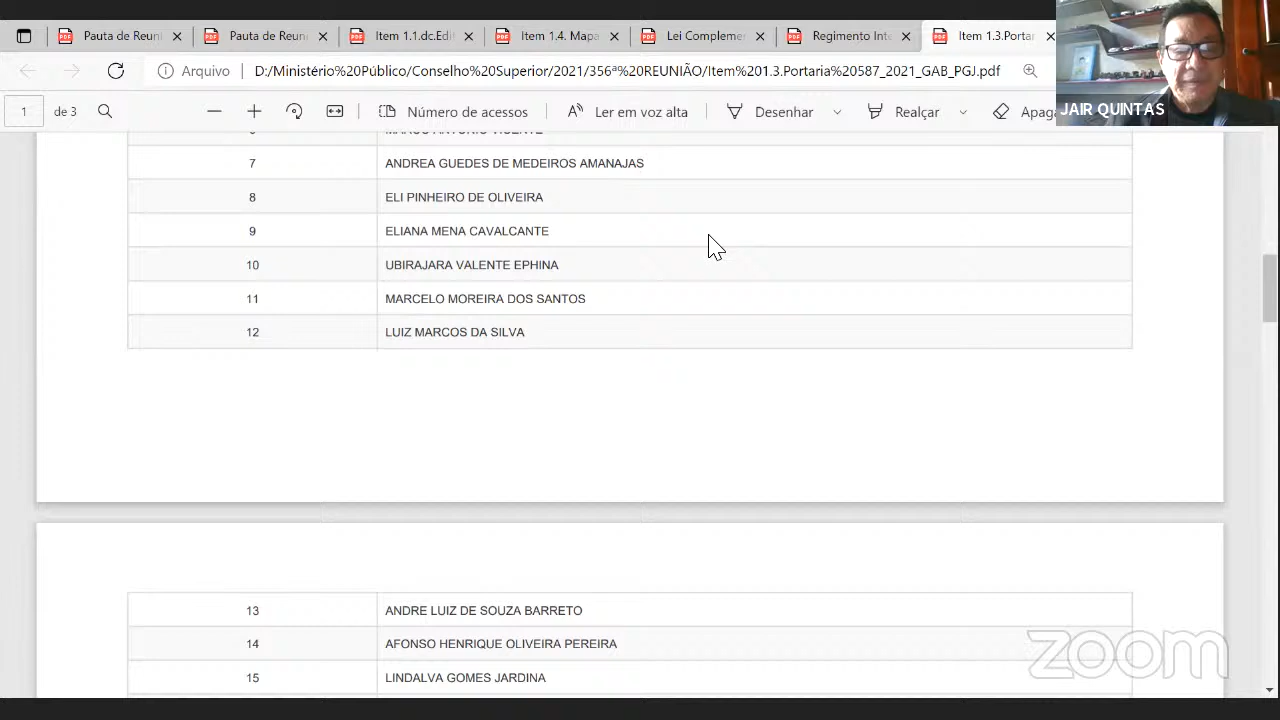 Pauta de Reuni
Pauta de Reuni
Item 1.1.dc.Edi
Item 1.4. Mapa
Lei Complemen
Regimento Inte
Item 1.3.Portar
Arquivo
D:/Ministério%20Público/Conselho%20Superior/2021/356ª%20REUNIÃO/Item%201.3.Portaria%20587_2021_GAB_PGJ.pdf
JAIR QUINTAS
1
de 3
Número de acessos
Ler em voz alta
Desenhar
Realçar
Apaga
MARCO ANTONIO VICENTE
7 ANDREA GUEDES DE MEDEIROS AMANAJAS
8 ELI PINHEIRO DE OLIVEIRA
9 ELIANA MENA CAVALCANTE
10 UBIRAJARA VALENTE EPHINA
11 MARCELO MOREIRA DOS SANTOS
12 LUIZ MARCOS DA SILVA
13 ANDRE LUIZ DE SOUZA BARRETO
14 AFONSO HENRIQUE OLIVEIRA PEREIRA
15 LINDALVA GOMES JARDINA
zoom